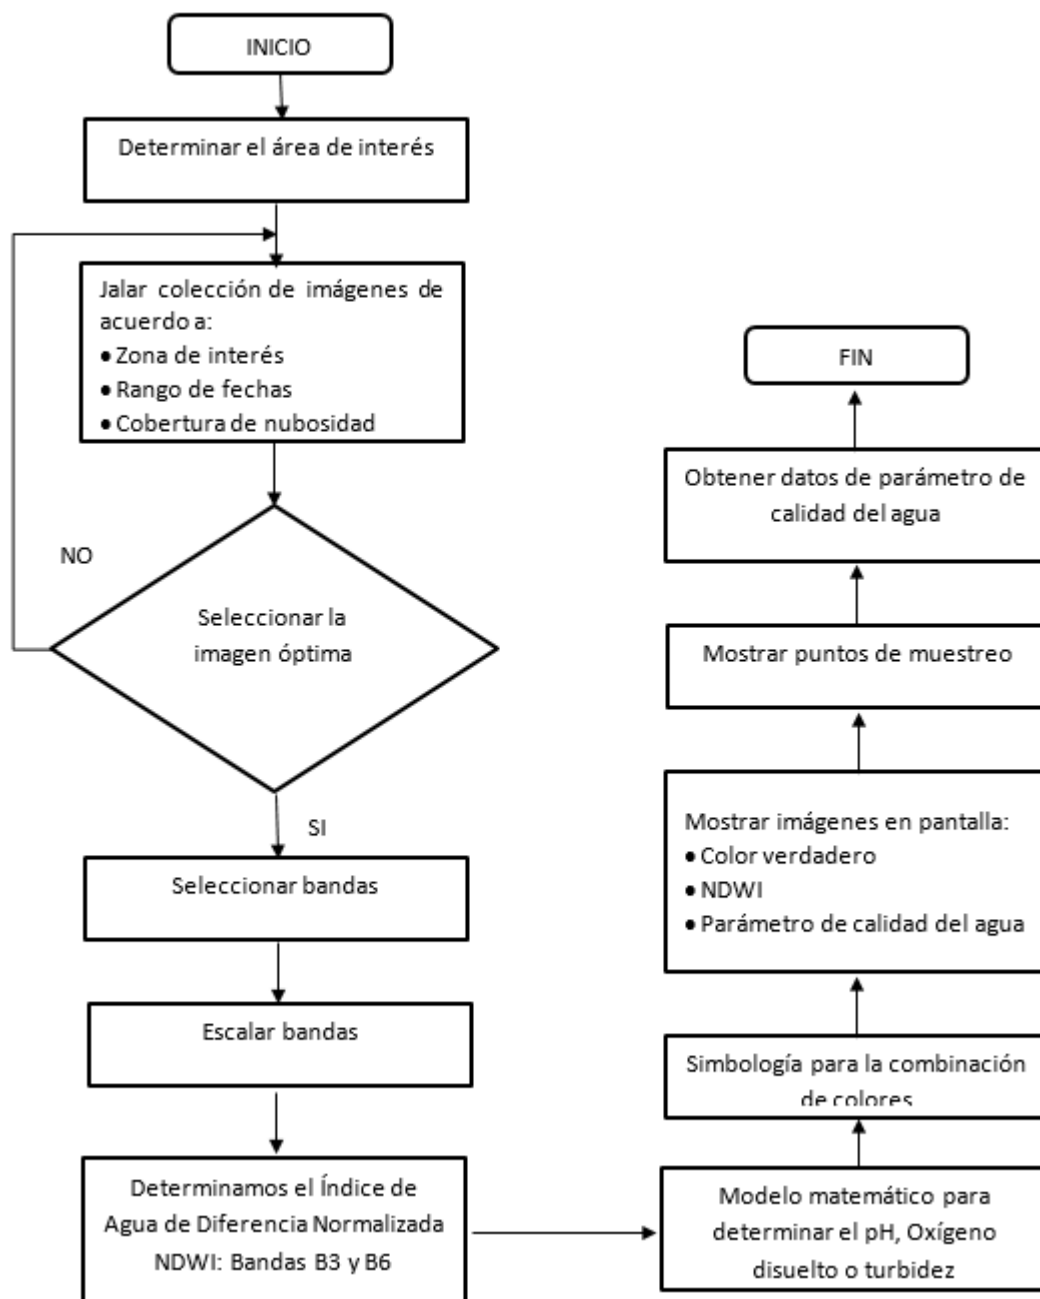 INICIO
Determinar el área de interés
Jalar colección de imágenes de
acuerdo a:
• Zona de interés
• Rango de fechas
• Cobertura de nubosidad
NO
Seleccionar la
imagen óptima
SI
Seleccionar bandas
Escalar bandas
Determinamos el Índice de
Agua de Diferencia Normalizada
NDWI: Bandas B3 y B6
Modelo matemático para
determinar el pH, Oxígeno
disuelto o turbidez
Simbología para la combinación
de colores
Mostrar imágenes en pantalla:
• Color verdadero
• NDWI
• Parámetro de calidad del agua
Mostrar puntos de muestreo
Obtener datos de parámetro de
calidad del agua
FIN